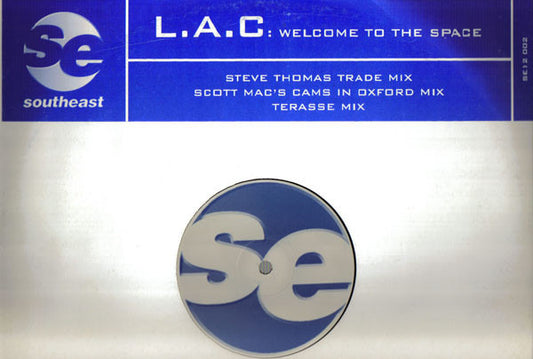 se
southeast
L.A.C: WELCOME TO THE SPACE
STEVE THOMAS TRADE MIX
SCOTT MAC'S CAMS IN OXFORD MIX
TERASSE MIX
SE12 002
se